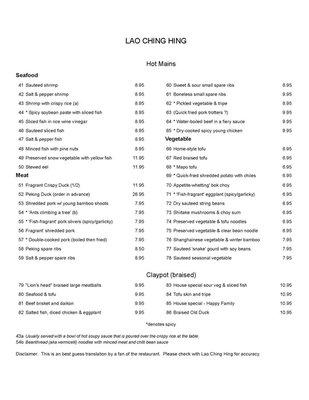 LAO CHING HING
Hot Mains
Seafood
41 Sauteed shrimp 8.95
42 Salt & pepper shrimp 8.95
43 Shrimp with crispy rice (a) 8.95
44 * Spicy soybean paste with sliced fish 8.95
45 Sliced fish in rice wine vinegar 8.95
46 Sauteed sliced fish 8.95
47 Salt & pepper fish 8.95
48 Minced fish with pine nuts 8.95
49 Preserved snow vegetable with yellow fish 11.95
50 Stewed eel 11.95
Meat
51 Fragrant Crispy Duck (1/2) 11.95
52 Peking Duck (order in advance) 26.95
53 Shredded pork w/ young bamboo shoots 7.95
54 * 'Ants climbing a tree' (b) 7.95
55 * 'Fish-fragrant' pork slivers (spicy/garlicky) 7.95
56 Fragrant' shredded pork 7.95
57 * Double-cooked pork (boiled then fried) 7.95
58 Peking spare ribs 8.50
59 Salt & pepper spare ribs 8.95
60 Sweet & sour small spare ribs 8.95
61 Boneless small spare ribs 8.95
62 * Pickled vegetable & tripe 8.95
63 (Quick fried pork trotters ?) 8.95
64 * 'Water-boiled' beef in a fiery sauce 9.95
65 * Dry-cooked spicy young chicken 9.95
Vegetable
66 Home-style tofu 6.95
67 Red braised tofu 6.95
68 * Mapo tofu 6.95
69 * Quick-fried shredded potato with chiles 5.95
70 Appetite-whetting' bok choy 6.95
71 * 'Fish-fragrant' eggplant (spicy/garlicky) 6.95
72 Dry sauteed string beans 6.95
73 Shiitake mushrooms & choy sum 6.95
74 Preserved vegetable & tofu noodles 6.95
75 Preserved vegetable & clear bean noodle 6.95
76 Shanghainese vegetable & winter bamboo 7.95
77 Sauteed 'snake' gourd with soy beans 7.95
78 Sauteed seasonal vegetable 7.95
Claypot (braised)
79 "Lion's head" braised large meatballs 9.95
80 Seafood & tofu 9.95
81 Beef brisket and daikon 9.95
82 Salted fish, diced chicken & eggplant 9.95
83 House special sour veg & sliced fish 10.95
84 Tofu skin and tripe 9.95
85 House special - Happy Family 10.95
86 Braised Old Duck 10.95
*denotes spicy
43a Usually served with a bowl of hot soupy sauce that is poured over the crispy rice at the table
54b Beanthread (aka vermicelli) noodles with minced meat and chilli bean sauce
Disclaimer. This is an best guess translation by a fan of the restaurant. Please check with Lao Ching Hing for accuracy.